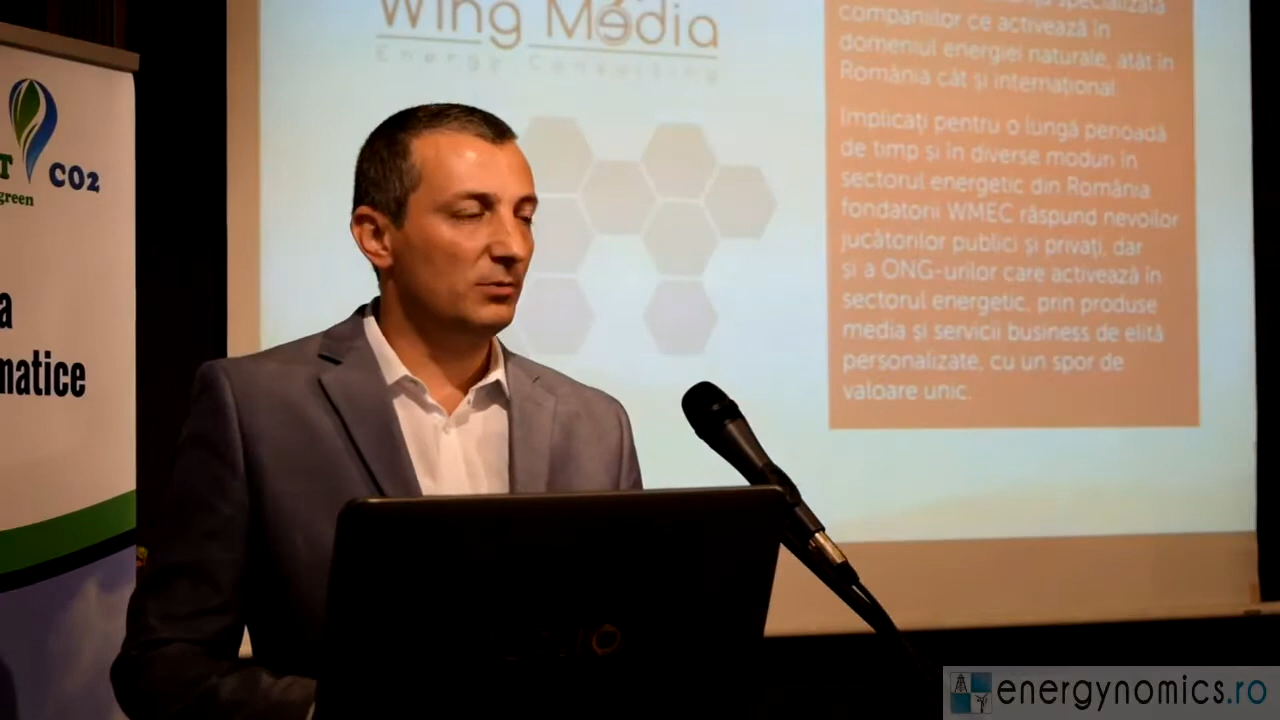 T CO2
green
a
matice
Wing Media
Energy Consulting
specializată
companiilor ce activează în
domeniul energiei naturale, atât în
România cât și internațional.
Implicați pentru o lungă perioadă
de timp și în diverse moduri în
sectorul energetic din România
fondatorii WMEC răspund nevoilor
jucătorilor publici și privați, dar
și a ONG-urilor care activează în
sectorul energetic, prin produse
media și servicii business de elită
personalizate, cu un spor de
valoare unic.
energynomics.ro